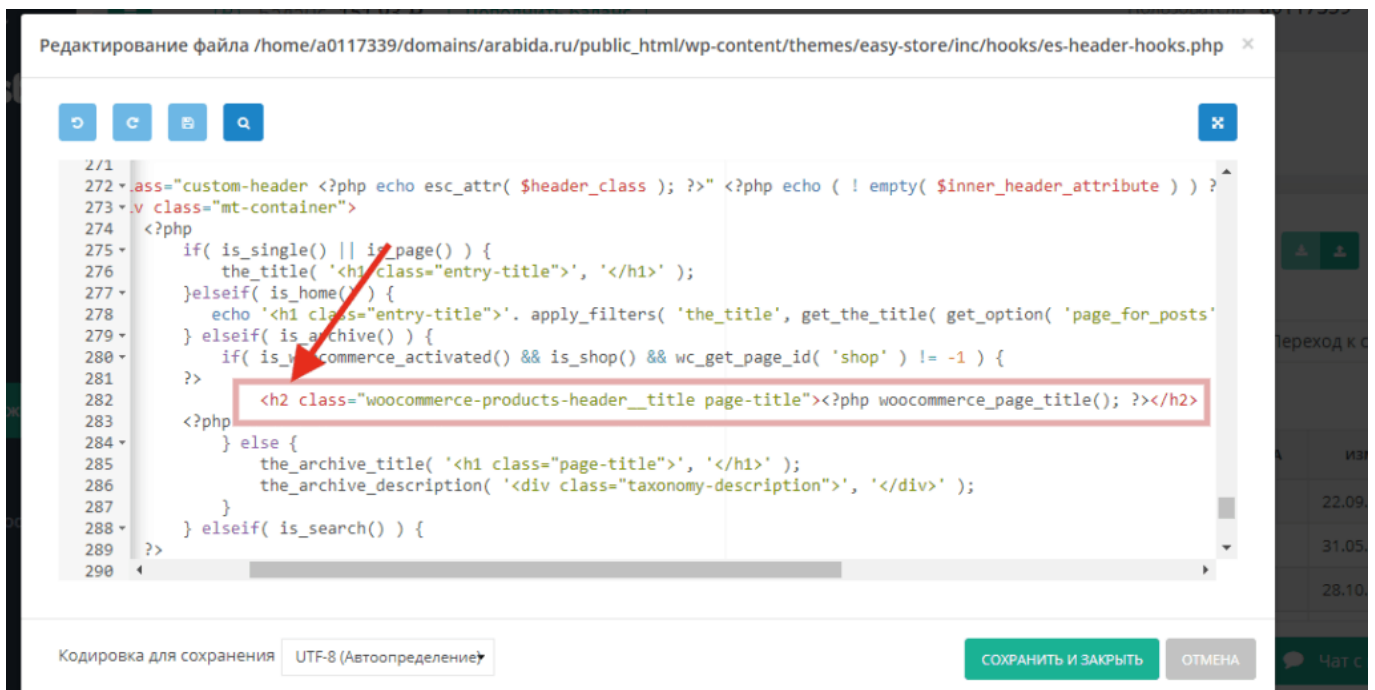 Баланс 157.93
Редактирование файла /home/a0117339/domains/arabida.ru/public_html/wp-content/themes/easy-store/inc/hooks/es-header-hooks.php ×
271
272 .ass="custom-header <?php echo esc_attr( $header_class ); ?>" <?php echo ( ! empty( $inner_header_attribute ) ) ?
273 .v class="mt-container">
274 <?php
275 if( is_single() || is_page() ) {
276 the_title( '<h1 class="entry-title">', '</h1>' );
277 }elseif( is_home() ) {
278 echo '<h1 class="entry-title">'. apply_filters( 'the_title', get_the_title( get_option( 'page_for_posts'
279 } elseif( is_archive() ) {
280 if( is_woocommerce_activated() && is_shop() && wc_get_page_id( 'shop' ) != -1 ) {
281 ?>
282 <h2 class="woocommerce-products-header__title page-title"><?php woocommerce_page_title(); ?></h2>
283 <?php
284 } else {
285 the_archive_title( '<h1 class="page-title">', '</h1>' );
286 the_archive_description( '<div class="taxonomy-description">', '</div>' );
287 }
288 } elseif( is_search() ) {
289 ?>
290
Переход к с
22.09.
31.05.
28.10.
Кодировка для сохранения UTF-8 (Автоопределение)
СОХРАНИТЬ И ЗАКРЫТЬ ОТМЕНА Чат с